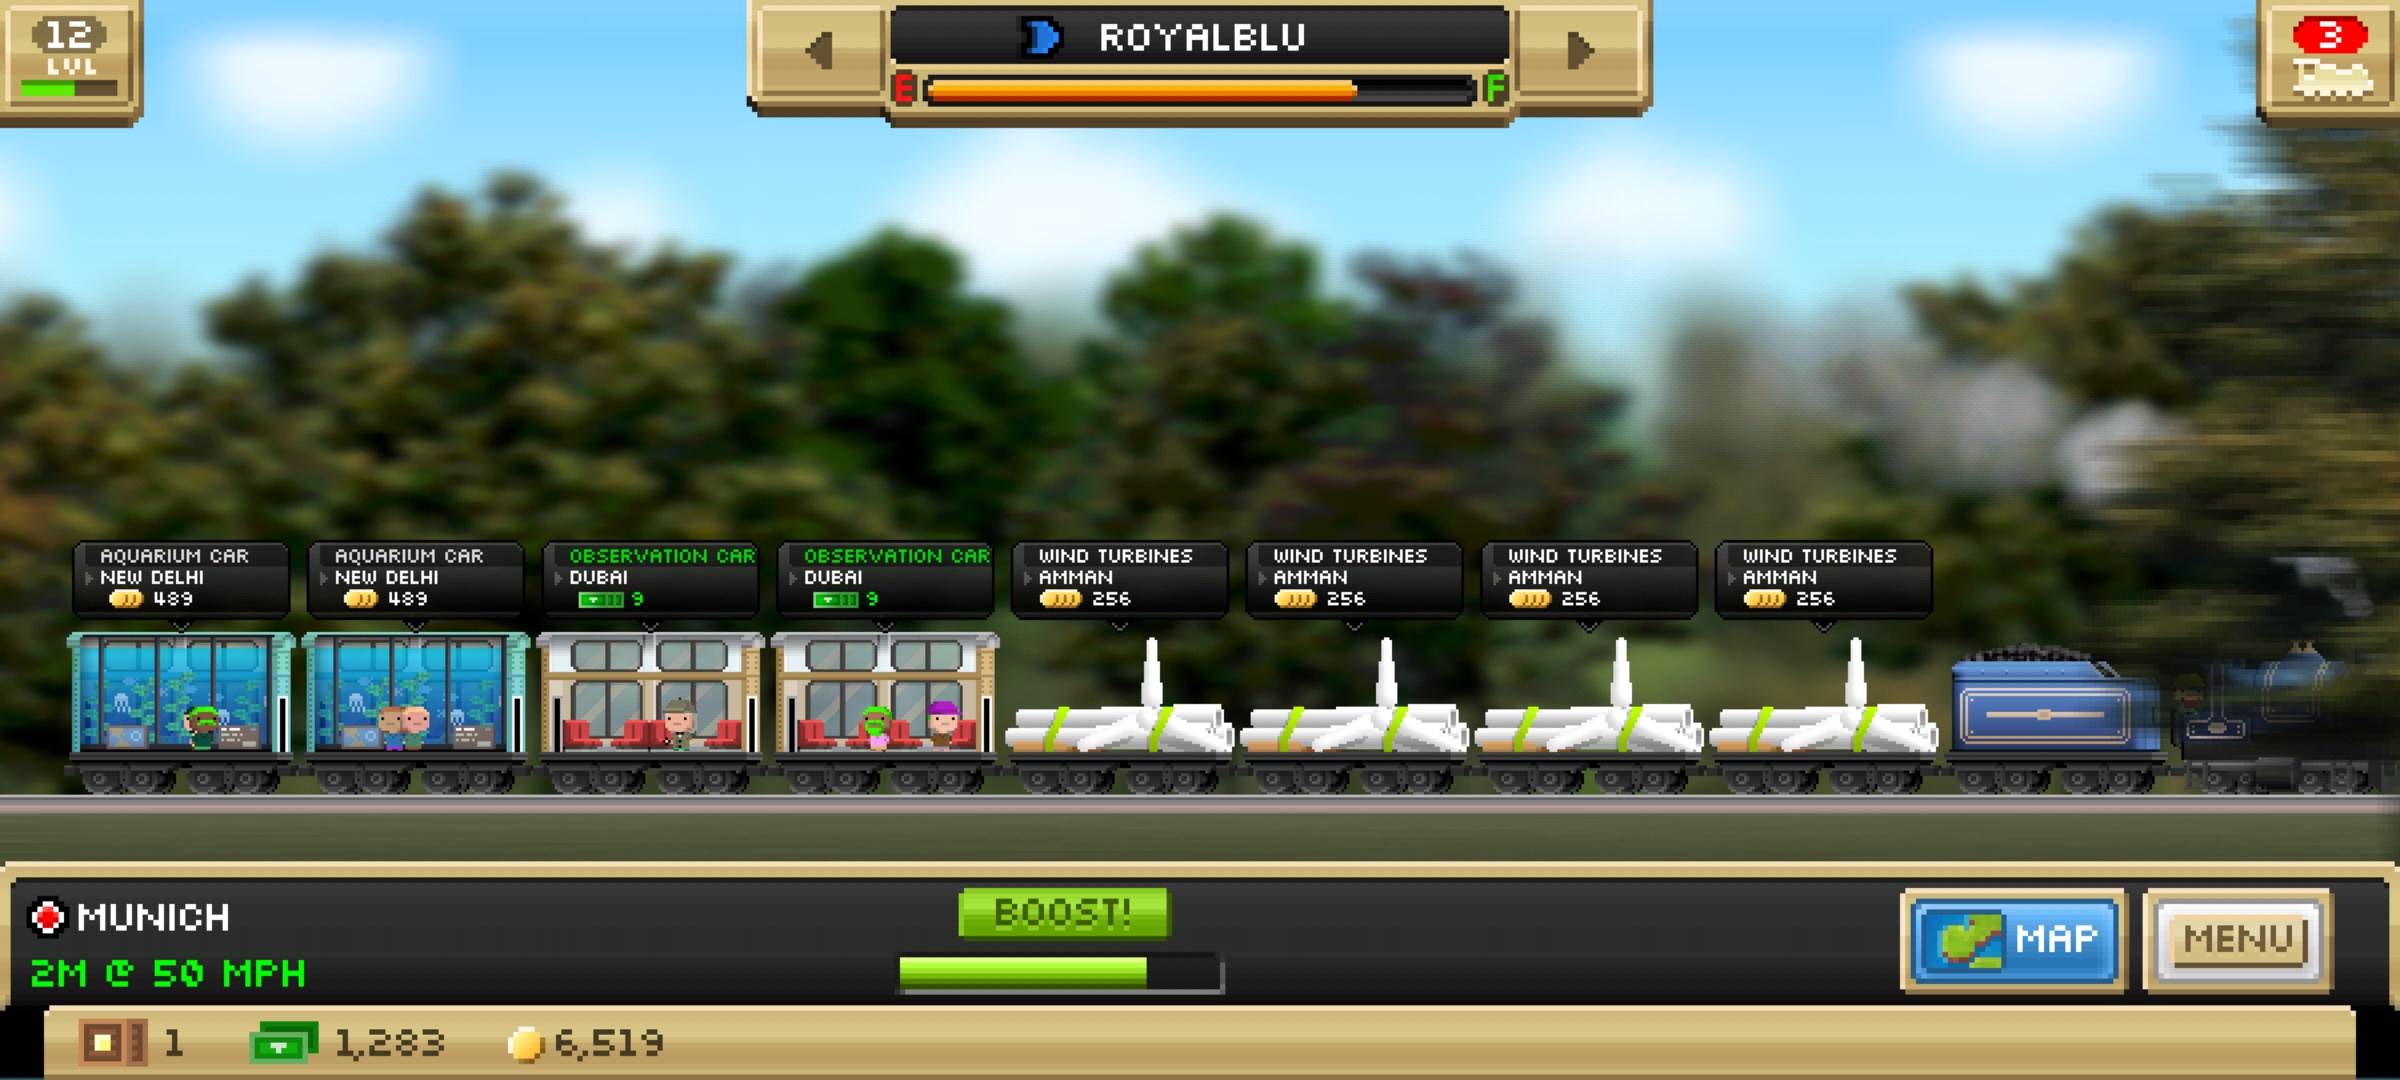 12
LVL
ROYALBLU
E
F
3
AQUARIUM CAR
NEW DELHI
489
AQUARIUM CAR
NEW DELHI
489
OBSERVATION CAR
DUBAI
9
OBSERVATION CAR
DUBAI
9
WIND TURBINES
AMMAN
256
WIND TURBINES
AMMAN
256
WIND TURBINES
AMMAN
256
WIND TURBINES
AMMAN
256
MUNICH
2M @ 50 MPH
BOOST!
MAP
MENU
1
1,283
6,519